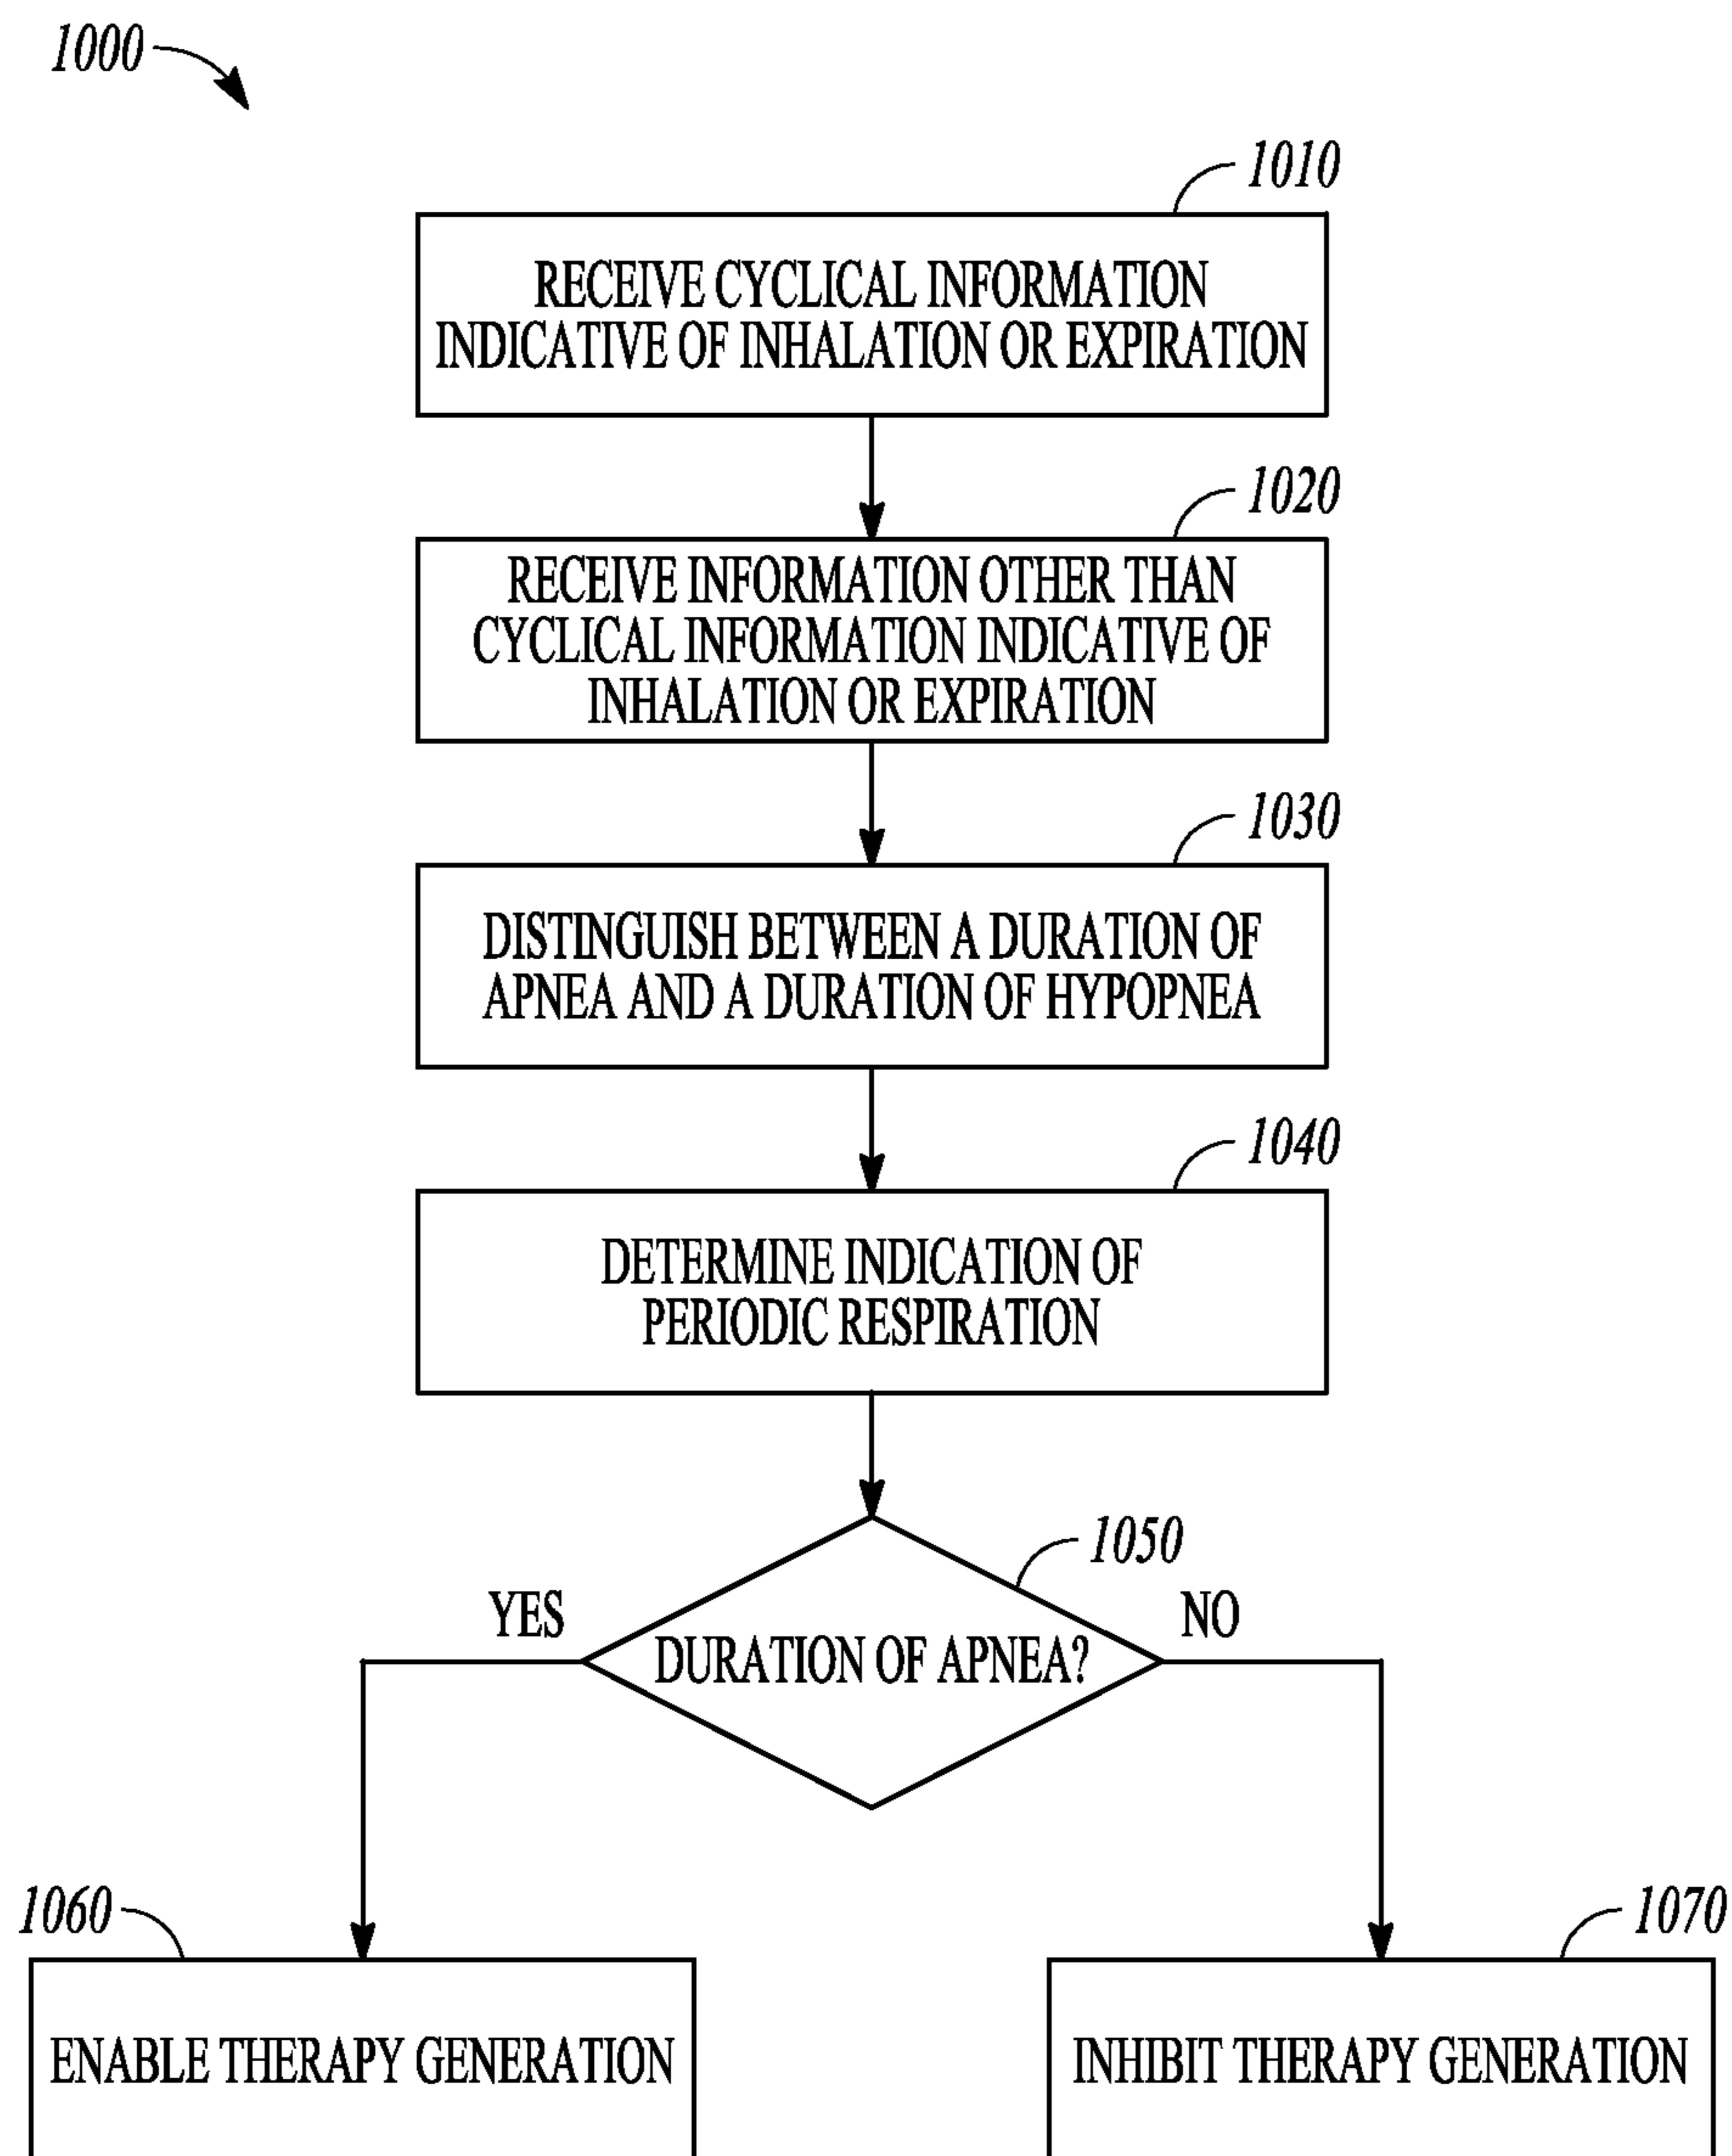 1000
1010
RECEIVE CYCLICAL INFORMATION
INDICATIVE OF INHALATION OR EXPIRATION
1020
RECEIVE INFORMATION OTHER THAN
CYCLICAL INFORMATION INDICATIVE OF
INHALATION OR EXPIRATION
1030
DISTINGUISH BETWEEN A DURATION OF
APNEA AND A DURATION OF HYPOPNEA
1040
DETERMINE INDICATION OF
PERIODIC RESPIRATION
1050
YES
NO
DURATION OF APNEA?
1060
1070
ENABLE THERAPY GENERATION
INHIBIT THERAPY GENERATION